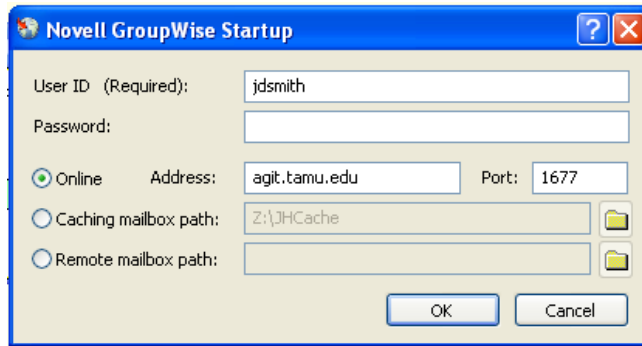 Novell GroupWise Startup
User ID (Required): jdsmith
Password:
Online Address: agit.tamu.edu Port: 1677
Caching mailbox path: Z:\JHCache
Remote mailbox path:
OK Cancel